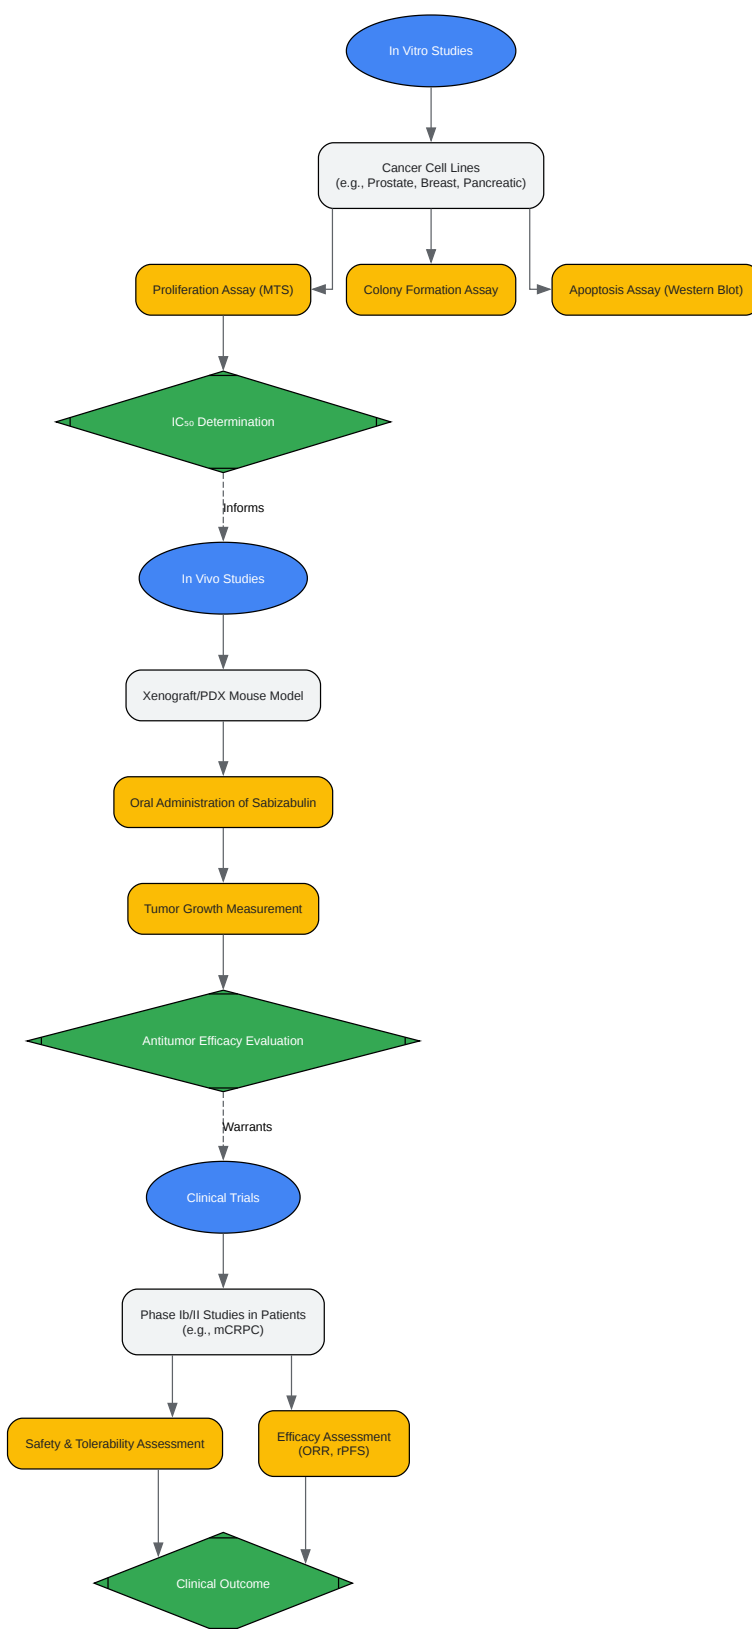 In Vitro Studies
Cancer Cell Lines
(e.g., Prostate, Breast, Pancreatic)
Proliferation Assay (MTS)
Colony Formation Assay
Apoptosis Assay (Western Blot)
IC₅₀ Determination
Informs
In Vivo Studies
Xenograft/PDX Mouse Model
Oral Administration of Sabizabulin
Tumor Growth Measurement
Antitumor Efficacy Evaluation
Warrants
Clinical Trials
Phase Ib/II Studies in Patients
(e.g., mCRPC)
Safety & Tolerability Assessment
Efficacy Assessment
(ORR, rPFS)
Clinical Outcome